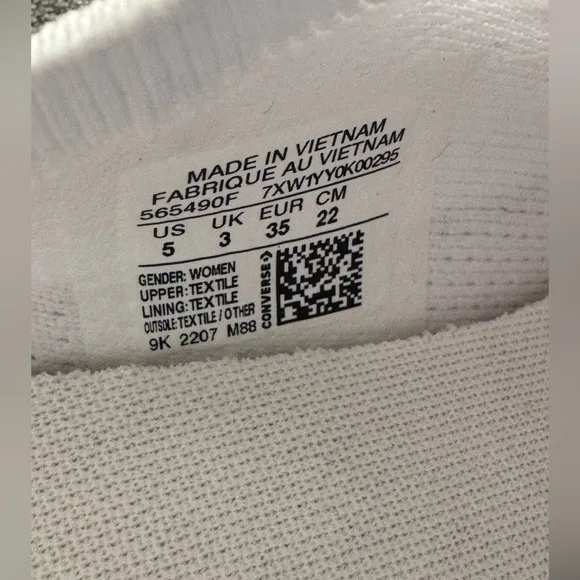 MADE IN VIETNAM
FABRIQUE AU VIETNAM
565490F 7XW1YY0K00295
US UK EUR CM
5 3 35 22
GENDER: WOMEN
UPPER: TEXTILE
LINING: TEXTILE
OUTSOLE: TEXTILE / OTHER
9K 2207 M88
CONVERSE